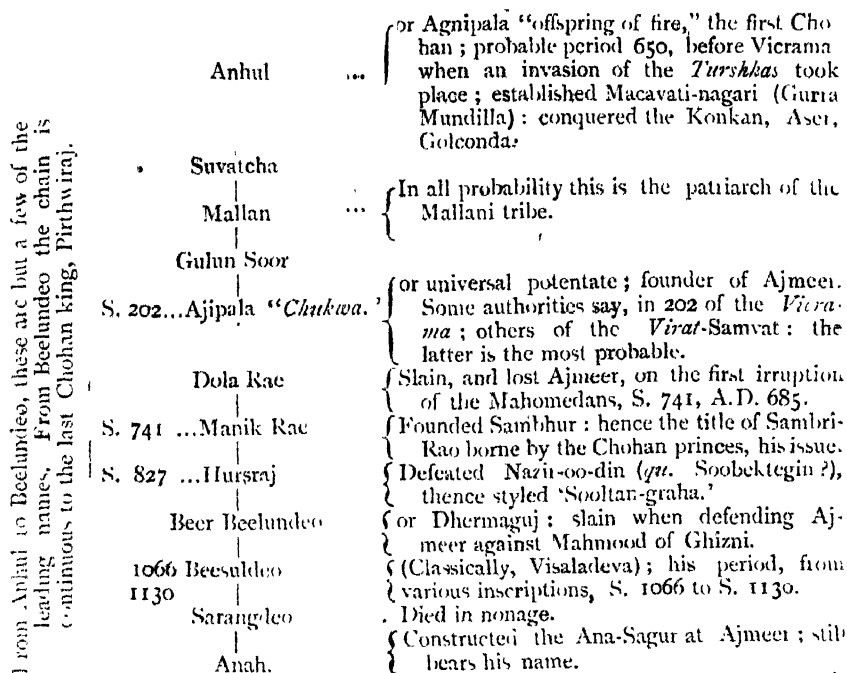 From Anhul to Beelundeo, these are but a few of the
leading names. From Beelundeo the chain is
continuous to the last Chohan king, Pirthwiraj.
Anhul ... or Agnipala “offspring of fire,” the first Cho
han ; probable period 650, before Vicrama
when an invasion of the Turshkas took
place ; established Macavati-nagari (Gurra
Mundilla) : conquered the Konkan, Aser,
Golconda.
Suvatcha
Mallan ... In all probability this is the patriarch of the
Mallani tribe.
Gulun Soor
S. 202...Ajipala “Chukwa.’ or universal potentate ; founder of Ajmeer.
Some authorities say, in 202 of the Vicra-
ma ; others of the Virat-Samvat : the
latter is the most probable.
Dola Rae Slain, and lost Ajmeer, on the first irruption
of the Mahomedans, S. 741, A.D. 685.
S. 741 ...Manik Rae Founded Sambhur : hence the title of Sambri-
Rao borne by the Chohan princes, his issue.
S. 827 ...Hursraj Defeated Nazir-oo-din (qu. Soobektegin ?),
thence styled ‘Sooltan-graha.’
Beer Beelundeo or Dhermaguj : slain when defending Aj-
meer against Mahmood of Ghizni.
1066 Beesuldeo (Classically, Visaladeva) ; his period, from
1130 various inscriptions, S. 1066 to S. 1130.
Sarangdeo . Died in nonage.
Anah. Constructed the Ana-Sagur at Ajmeer ; still
bears his name.